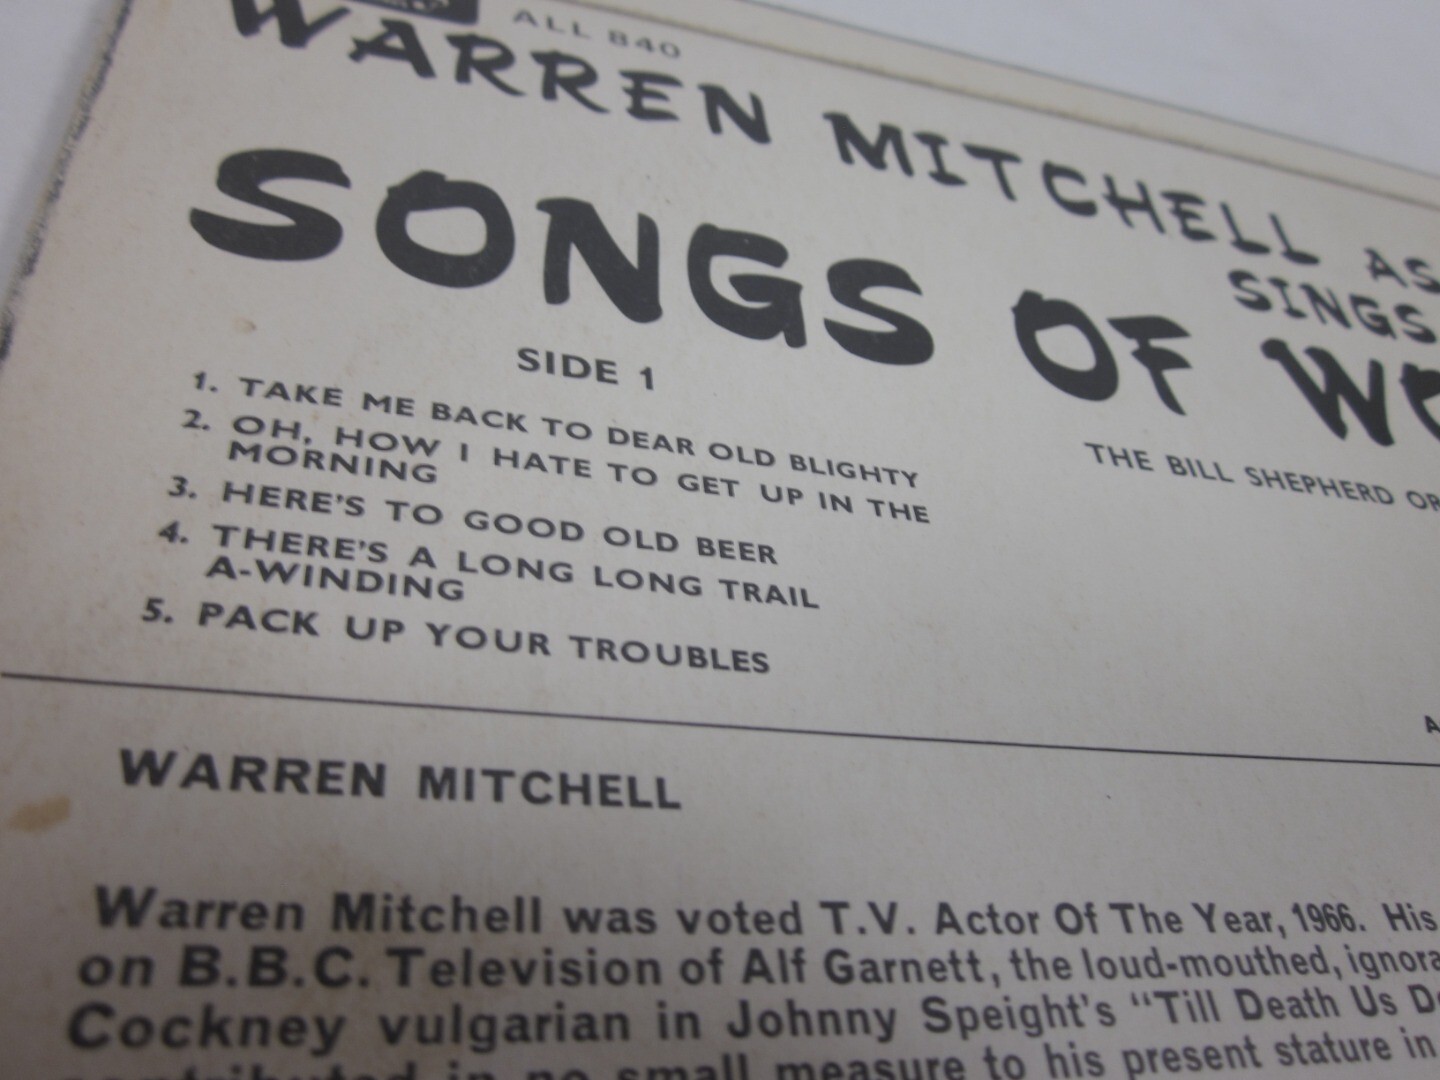 ALL 840
WARREN MITCHELL AS
SINGS
SONGS OF
THE BILL SHEPHERD
SIDE 1
1. TAKE ME BACK TO DEAR OLD BLIGHTY
2. OH, HOW I HATE TO GET UP IN THE
MORNING
3. HERE'S TO GOOD OLD BEER
4. THERE'S A LONG LONG TRAIL
A-WINDING
5. PACK UP YOUR TROUBLES
WARREN MITCHELL
Warren Mitchell was voted T.V. Actor Of The Year, 1966. His
on B.B.C. Television of Alf Garnett, the loud-mouthed,
Cockney vulgarian in Johnny Speight's "Till Death Us
in no small measure to his present stature in